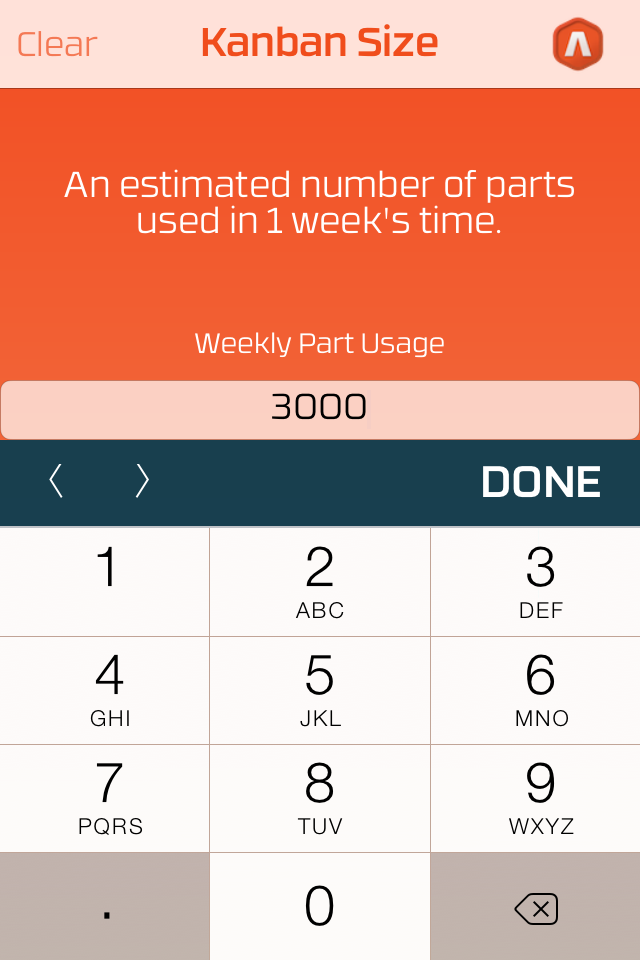 Clear
Kanban Size
An estimated number of parts
used in 1 week's time.
Weekly Part Usage
3000
DONE
1
2
ABC
3
DEF
4
GHI
5
JKL
6
MNO
7
PQRS
8
TUV
9
WXYZ
.
0